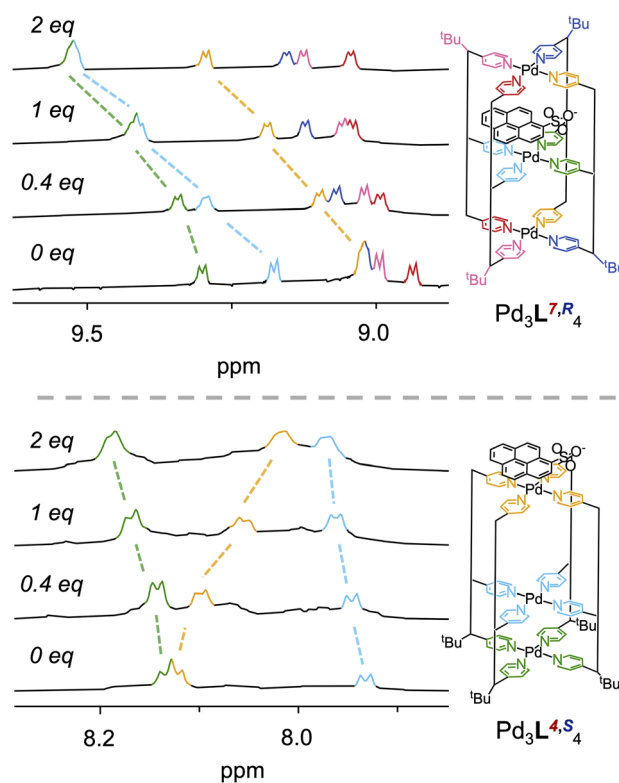 2 eq
1 eq
0.4 eq
0 eq
9.5 9.0
ppm
tBu tBu
N N
Pd
N N
O
S O-
O
N N
Pd
N N
N N
Pd
N N
tBu tBu
Pd3L7,R4
2 eq
1 eq
0.4 eq
0 eq
8.2 8.0
ppm
O
S O-
O
N N
Pd
N N
N N
Pd
N N
tBu
N N
Pd
N N
tBu tBu
tBu
Pd3L4,S4